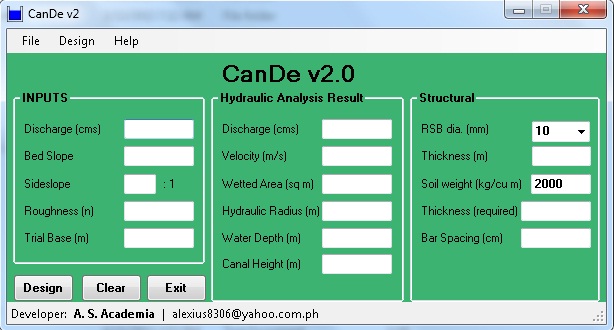 CanDe v2
File Design Help
CanDe v2.0
INPUTS
Discharge (cms)
Bed Slope
Sideslope : 1
Roughness (n)
Trial Base (m)
Design Clear Exit
Hydraulic Analysis Result
Discharge (cms)
Velocity (m/s)
Wetted Area (sq m)
Hydraulic Radius (m)
Water Depth (m)
Canal Height (m)
Structural
RSB dia. (mm) 10
Thickness (m)
Soil weight (kg/cu m) 2000
Thickness (required)
Bar Spacing (cm)
Developer: A. S. Academia | alexius8306@yahoo.com.ph